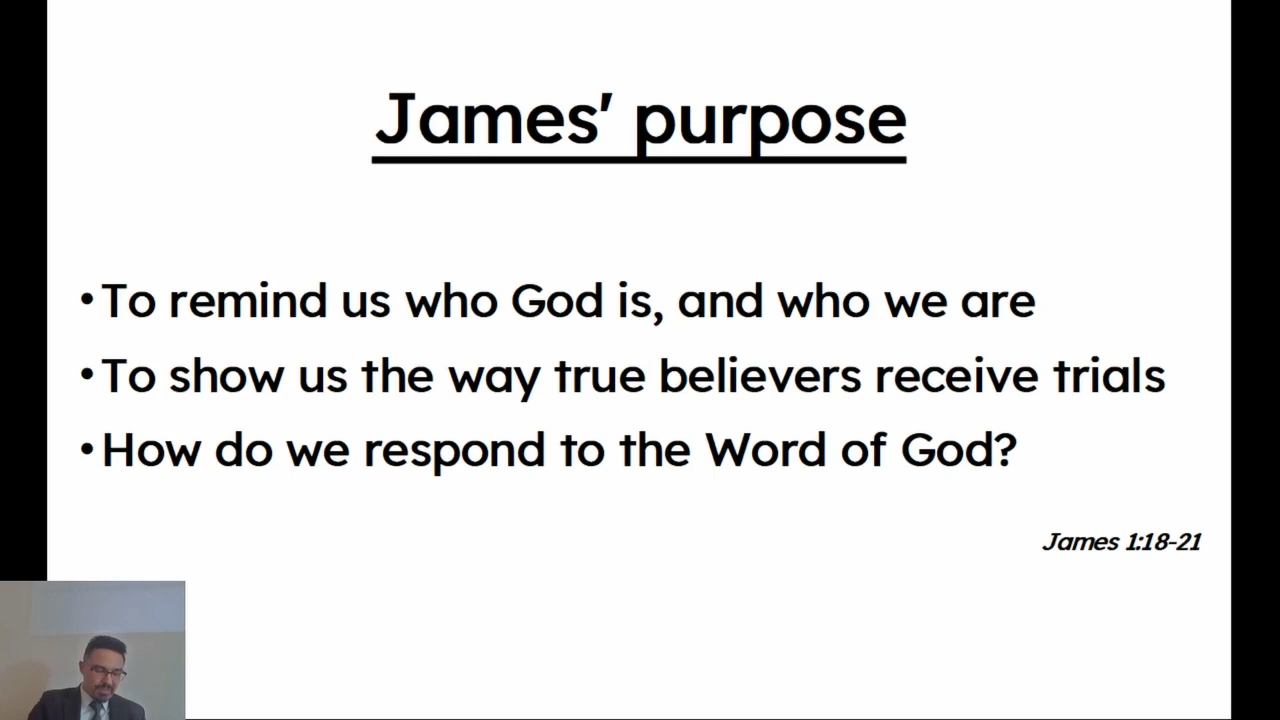 James' purpose
• To remind us who God is, and who we are
• To show us the way true believers receive trials
• How do we respond to the Word of God?
James 1:18-21